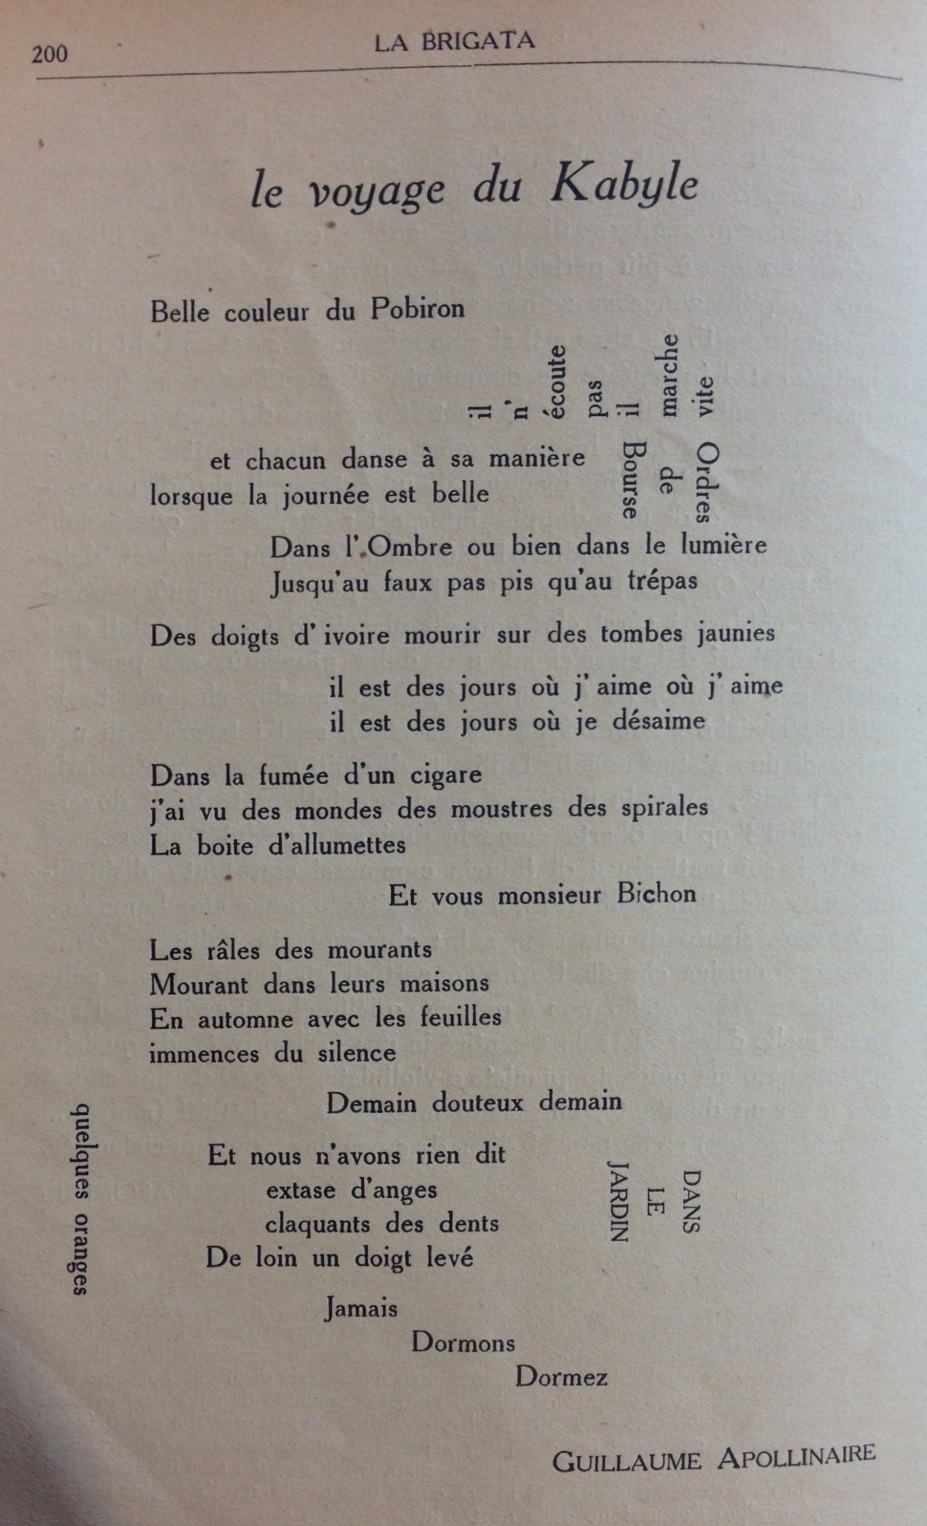 200
LA BRIGATA
le voyage du Kabyle
Belle couleur du Pobiron
il
n'
écoute
pas
il
marche
vite
et chacun danse à sa manière
lorsque la journée est belle
Ordres
de
Bourse
Dans l'Ombre ou bien dans le lumière
Jusqu'au faux pas pis qu'au trépas
Des doigts d'ivoire mourir sur des tombes jaunies
il est des jours où j'aime où j'aime
il est des jours où je désaime
Dans la fumée d'un cigare
j'ai vu des mondes des moustres des spirales
La boite d'allumettes
Et vous monsieur Bichon
Les râles des mourants
Mourant dans leurs maisons
En automne avec les feuilles
immences du silence
Demain douteux demain
quelques oranges
Et nous n'avons rien dit
extase d'anges
claquants des dents
De loin un doigt levé
DANS
LE
JARDIN
Jamais
Dormons
Dormez
GUILLAUME APOLLINAIRE